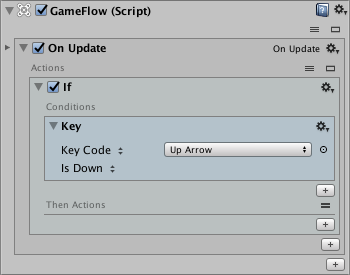 GameFlow (Script)
On Update On Update
Actions
If
Conditions
Key
Key Code Up Arrow
Is Down
Then Actions